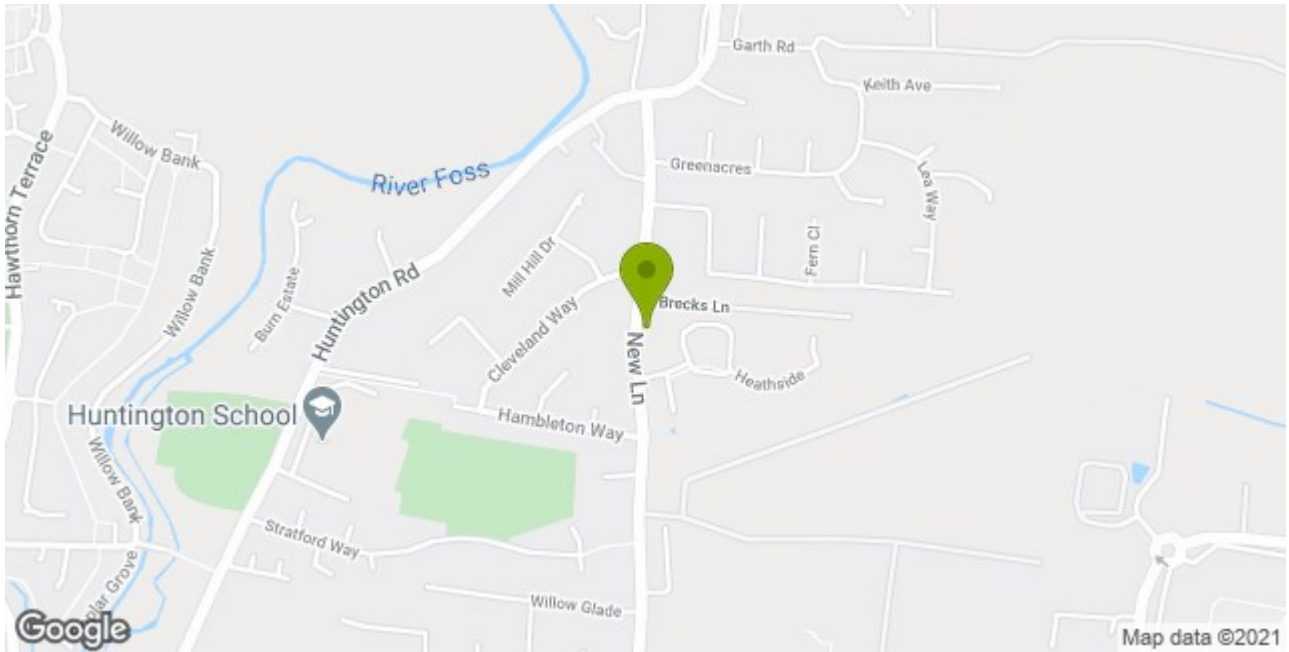 Garth Rd
Keith Ave
Hawthorn Terrace
Willow Bank
River Foss
Greenacres
Lea Way
Fern Cl
Mill Hill Dr
Willow Bank
Burn Estate
Huntington Rd
Brecks Ln
Cleveland Way
New Ln
Heathside
Huntington School
Hambleton Way
Willow Bank
Stratford Way
plar Grove
Willow Glade
Google
Map data ©2021